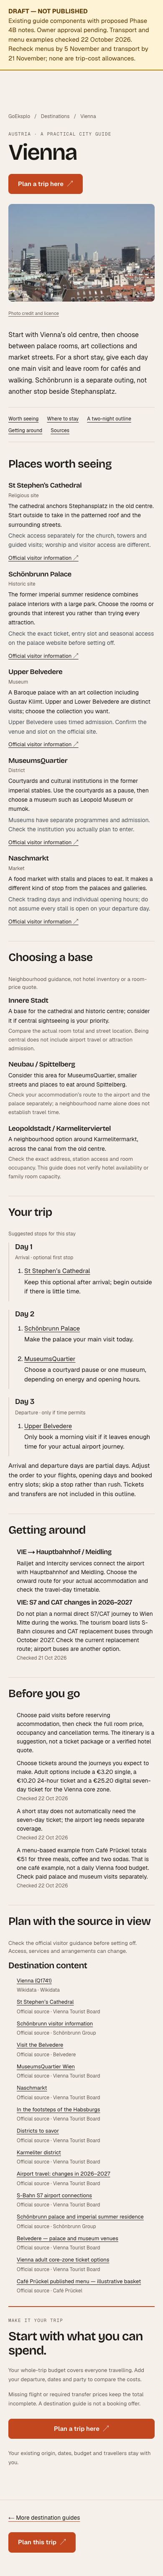 DRAFT — NOT PUBLISHED
Existing guide components with proposed Phase
4B notes. Owner approval pending. Transport and
menu examples checked 22 October 2026.
Recheck menus by 5 November and transport by
21 November; none are trip-cost allowances.
GoEksplo / Destinations / Vienna
AUSTRIA · A PRACTICAL CITY GUIDE
Vienna
Plan a trip here ↗
Photo credit and licence
Start with Vienna's old centre, then choose
between palace rooms, art collections and
market streets. For a short stay, give each day
one main visit and leave room for cafés and
walking. Schönbrunn is a separate outing, not
another stop beside Stephansplatz.
Worth seeing Where to stay A two-night outline
Getting around Sources
Places worth seeing
St Stephen's Cathedral
Religious site
The cathedral anchors Stephansplatz in the old centre.
Start outside to take in the patterned roof and the
surrounding streets.
Check access separately for the church, towers and
guided visits; worship and visitor access are different.
Official visitor information ↗
Schönbrunn Palace
Historic site
The former imperial summer residence combines
palace interiors with a large park. Choose the rooms or
grounds that interest you rather than trying every
attraction.
Check the exact ticket, entry slot and seasonal access
on the palace website before setting off.
Official visitor information ↗
Upper Belvedere
Museum
A Baroque palace with an art collection including
Gustav Klimt. Upper and Lower Belvedere are distinct
visits; choose the one you want.
Upper Belvedere uses timed admission. Confirm the
venue and slot on the official site.
Official visitor information ↗
MuseumsQuartier
District
Courtyards and cultural institutions in the former
imperial stables. Use the courtyards as a pause, then
choose a museum such as Leopold Museum or
mumok.
Museums have separate programmes and admission.
Check the institution you actually plan to enter.
Official visitor information ↗
Naschmarkt
Market
A food market with stalls and places to eat. It makes a
different kind of stop from the palaces and galleries.
Check trading days and individual opening hours; do
not assume every stall is open on your departure day.
Official visitor information ↗
Choosing a base
Neighbourhood guidance, not hotel inventory or a room-
price quote.
Innere Stadt
A base for the cathedral and historic centre; consider
it if central sightseeing is your priority.
Compare the actual room total and street location. Being
central does not include airport travel or attraction
admission.
Neubau / Spittelberg
Consider this area for MuseumsQuartier, smaller
streets and places to eat around Spittelberg.
Check your accommodation's route to the airport and the
palace separately; a neighbourhood name alone does not
establish travel time.
Leopoldstadt / Karmeliterviertel
A neighbourhood option around Karmelitermarkt,
across the canal from the old centre.
Check the exact address, station access and room
occupancy. This guide does not verify hotel availability or
family room capacity.
Your trip
Suggested stops for this stay
Day 1
Arrival · optional first stop
1. St Stephen's Cathedral
Keep this optional after arrival; begin outside
if there is little time.
Day 2
1. Schönbrunn Palace
Make the palace your main visit today.
2. MuseumsQuartier
Choose a courtyard pause or one museum,
depending on energy and opening hours.
Day 3
Departure · only if time permits
1. Upper Belvedere
Only book a morning visit if it leaves enough
time for your actual airport journey.
Arrival and departure days are partial days. Adjust
the order to your flights, opening days and booked
entry slots; skip a stop rather than rush. Tickets
and transfers are not included in this outline.
Getting around
VIE → Hauptbahnhof / Meidling
Railjet and Intercity services connect the airport
with Hauptbahnhof and Meidling. Choose the
onward route for your actual accommodation and
check the travel-day timetable.
VIE: S7 and CAT changes in 2026–2027
Do not plan a normal direct S7/CAT journey to Wien
Mitte during the works. The tourism board lists S-
Bahn closures and CAT replacement buses through
October 2027. Check the current replacement
route; airport buses are another option.
Checked 21 Oct 2026
Before you go
Choose paid visits before reserving
accommodation, then check the full room price,
occupancy and cancellation terms. The itinerary is a
suggestion, not a ticket package or a verified hotel
quote.
Choose tickets around the journeys you expect to
make. Adult options include a €3.20 single, a
€10.20 24-hour ticket and a €25.20 digital seven-
day ticket for the Vienna core zone.
Checked 22 Oct 2026
A short stay does not automatically need the
seven-day ticket; the airport leg needs separate
coverage.
Checked 22 Oct 2026
A menu-based example from Café Prückel totals
€51 for three meals, coffee and two sodas. That is
one café example, not a daily Vienna food budget.
Check paid palace and museum visits separately.
Checked 22 Oct 2026
Plan with the source in view
Check the official visitor guidance before setting off.
Access, services and arrangements can change.
Destination content
Vienna (Q1741)
Wikidata · Wikidata
St Stephen's Cathedral
Official source · Vienna Tourist Board
Schönbrunn visitor information
Official source · Schönbrunn Group
Visit the Belvedere
Official source · Belvedere
MuseumsQuartier Wien
Official source · Vienna Tourist Board
Naschmarkt
Official source · Vienna Tourist Board
In the footsteps of the Habsburgs
Official source · Vienna Tourist Board
Districts to savor
Official source · Vienna Tourist Board
Karmeliter district
Official source · Vienna Tourist Board
Airport travel: changes in 2026–2027
Official source · Vienna Tourist Board
S-Bahn S7 airport connections
Official source · Vienna Tourist Board
Schönbrunn palace and imperial summer residence
Official source · Schönbrunn Group
Belvedere — palace and museum venues
Official source · Vienna Tourist Board
Vienna adult core-zone ticket options
Official source · Vienna Tourist Board
Café Prückel published menu — illustrative basket
Official source · Café Prückel
MAKE IT YOUR TRIP
Start with what you can
spend.
Your whole-trip budget covers everyone travelling. Add
your departure, dates and party to compare the costs.
Missing flight or required transfer prices keep the total
incomplete. A destination guide is not a booking offer.
Plan a trip here ↗
Your existing origin, dates, budget and travellers stay with
you.
← More destination guides
Plan this trip ↗